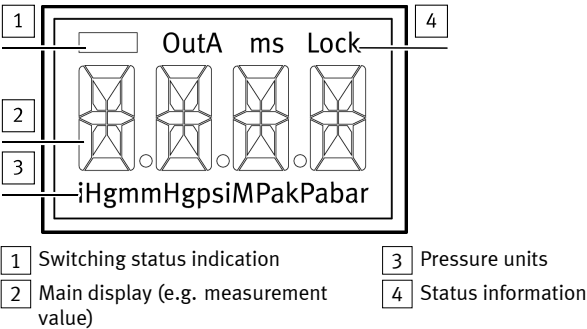 1
4
OutA ms Lock
2
3
iHgmmHgpsiMPakPabar
1 Switching status indication
2 Main display (e.g. measurement
value)
3 Pressure units
4 Status information